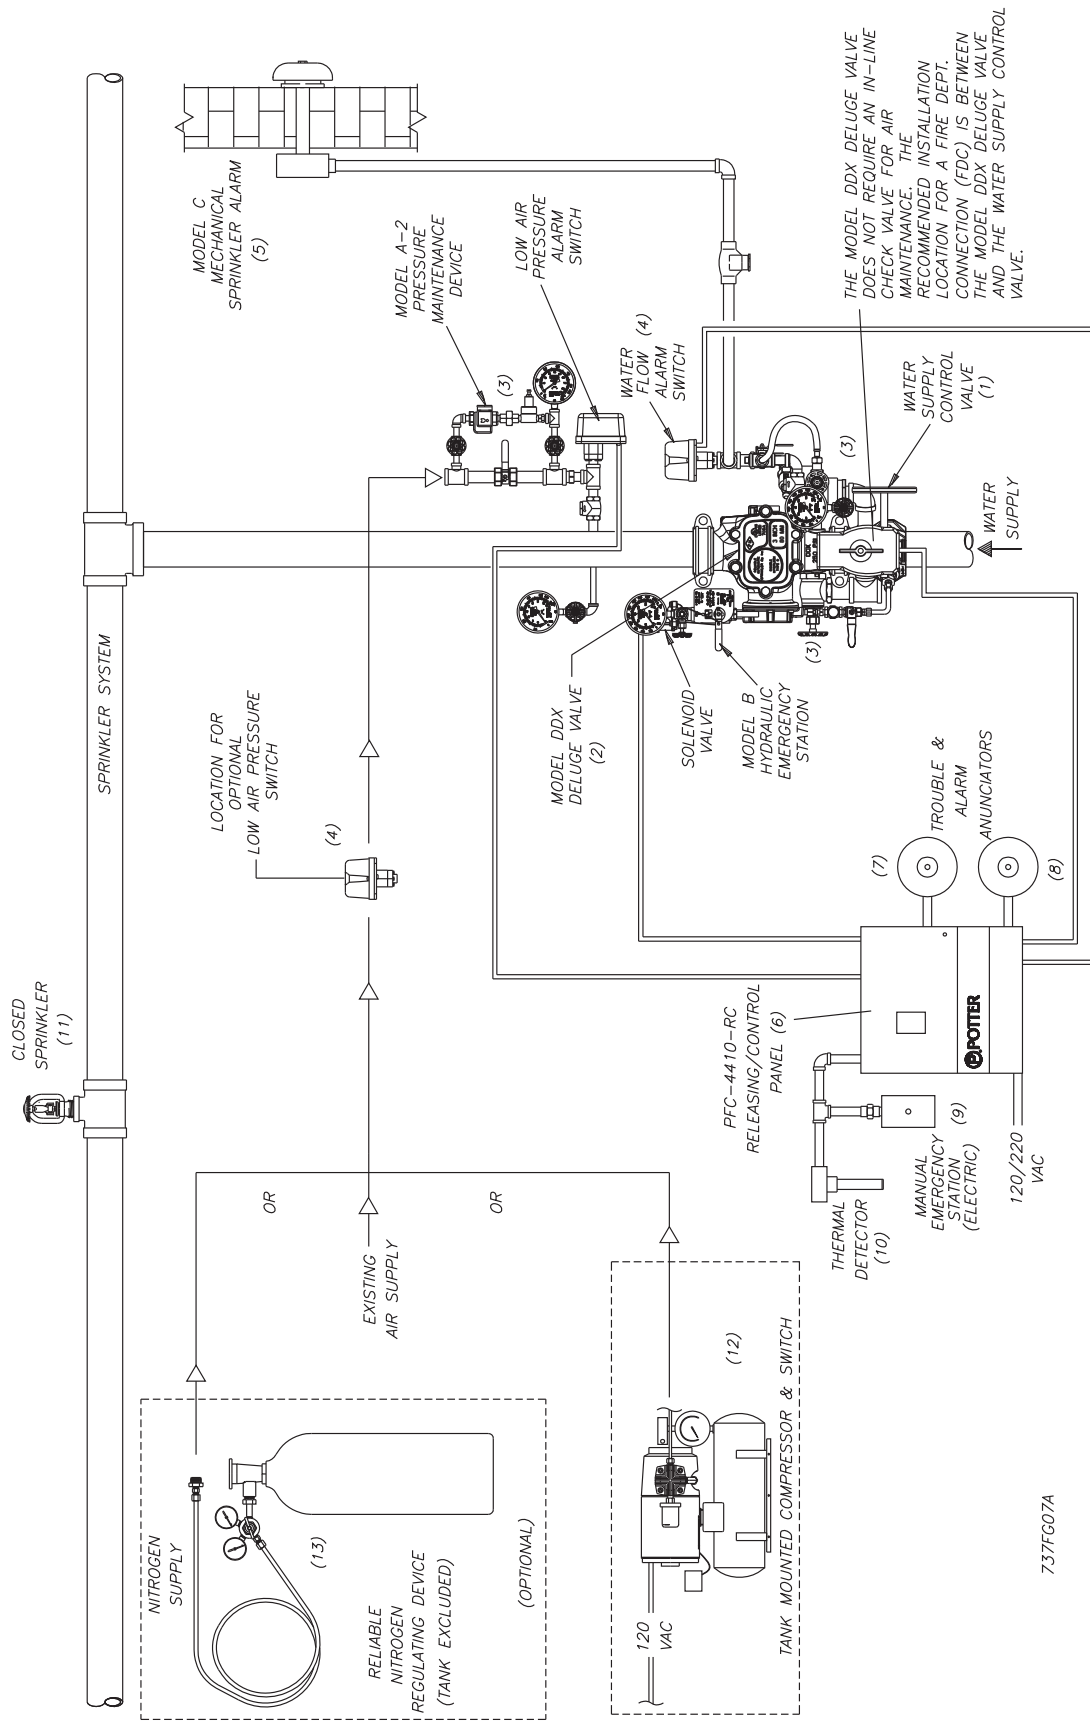 CLOSED
SPRINKLER
(11)
SPRINKLER SYSTEM
MODEL C
MECHANICAL
SPRINKLER ALARM
(5)
LOCATION FOR
OPTIONAL
LOW AIR PRESSURE
SWITCH
(4)
MODEL A-2
PRESSURE
MAINTENANCE
DEVICE
(3)
LOW AIR
PRESSURE
ALARM
SWITCH
WATER
FLOW (4)
ALARM
SWITCH
THE MODEL DDX DELUGE VALVE
DOES NOT REQUIRE AN IN-LINE
CHECK VALVE FOR AIR
MAINTENANCE. THE
RECOMMENDED INSTALLATION
LOCATION FOR A FIRE DEPT.
CONNECTION (FDC) IS BETWEEN
THE MODEL DDX DELUGE VALVE
AND THE WATER SUPPLY CONTROL
VALVE.
WATER
SUPPLY
CONTROL
VALVE
(1)
(3)
WATER
SUPPLY
3 INCH
80 MM
DDX
250 PSI
MODEL DDX
DELUGE VALVE
(2)
SOLENOID
VALVE
MODEL B
HYDRAULIC
EMERGENCY
STATION
(3)
TROUBLE &
ALARM
ANUNCIATORS
(7)
(8)
PFC-4410-RC
RELEASING/CONTROL
PANEL (6)
POTTER
MANUAL
EMERGENCY
STATION
(ELECTRIC)
(9)
120/220
VAC
THERMAL
DETECTOR
(10)
OR
EXISTING
AIR SUPPLY
OR
NITROGEN
SUPPLY
(13)
RELIABLE
NITROGEN
REGULATING DEVICE
(TANK EXCLUDED)
(OPTIONAL)
120
VAC
(12)
TANK MOUNTED COMPRESSOR & SWITCH
737FG07A